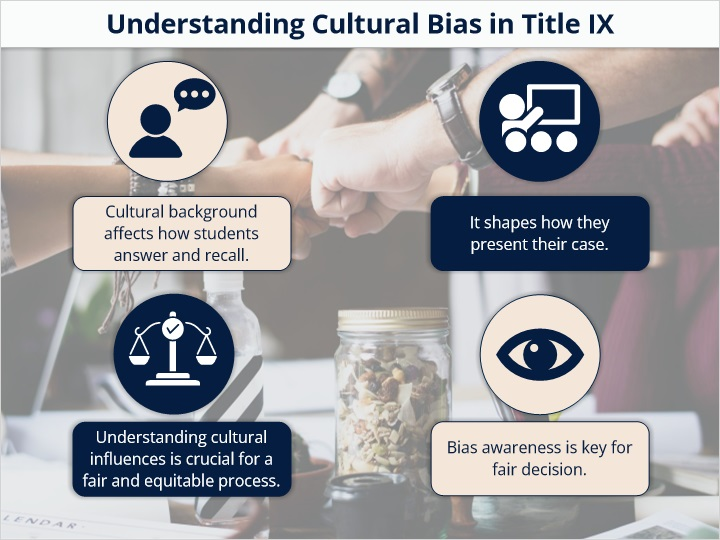 Understanding Cultural Bias in Title IX
Cultural background
affects how students
answer and recall.
It shapes how they
present their case.
Understanding cultural
influences is crucial for a
fair and equitable process.
Bias awareness is key for
fair decision.
LENDAR: